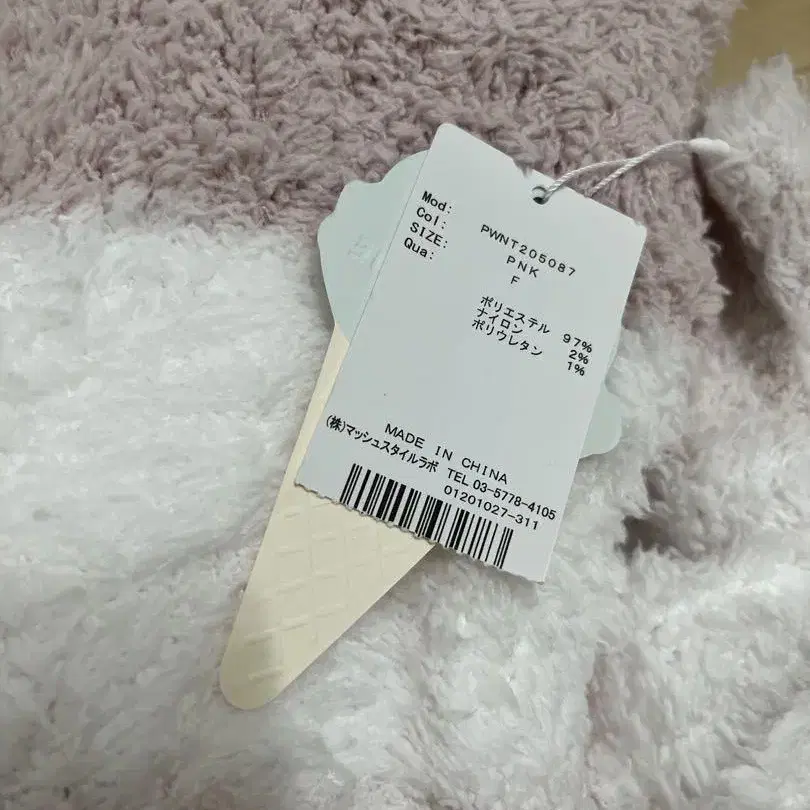 Mod: PWNT205087
Col: PNK
SIZE: F
Qua: ポリエステル 97%
ナイロン 2%
ポリウレタン 1%
MADE IN CHINA
(株)マッシュスタイルラボ TEL 03-5778-4105
01201027-311